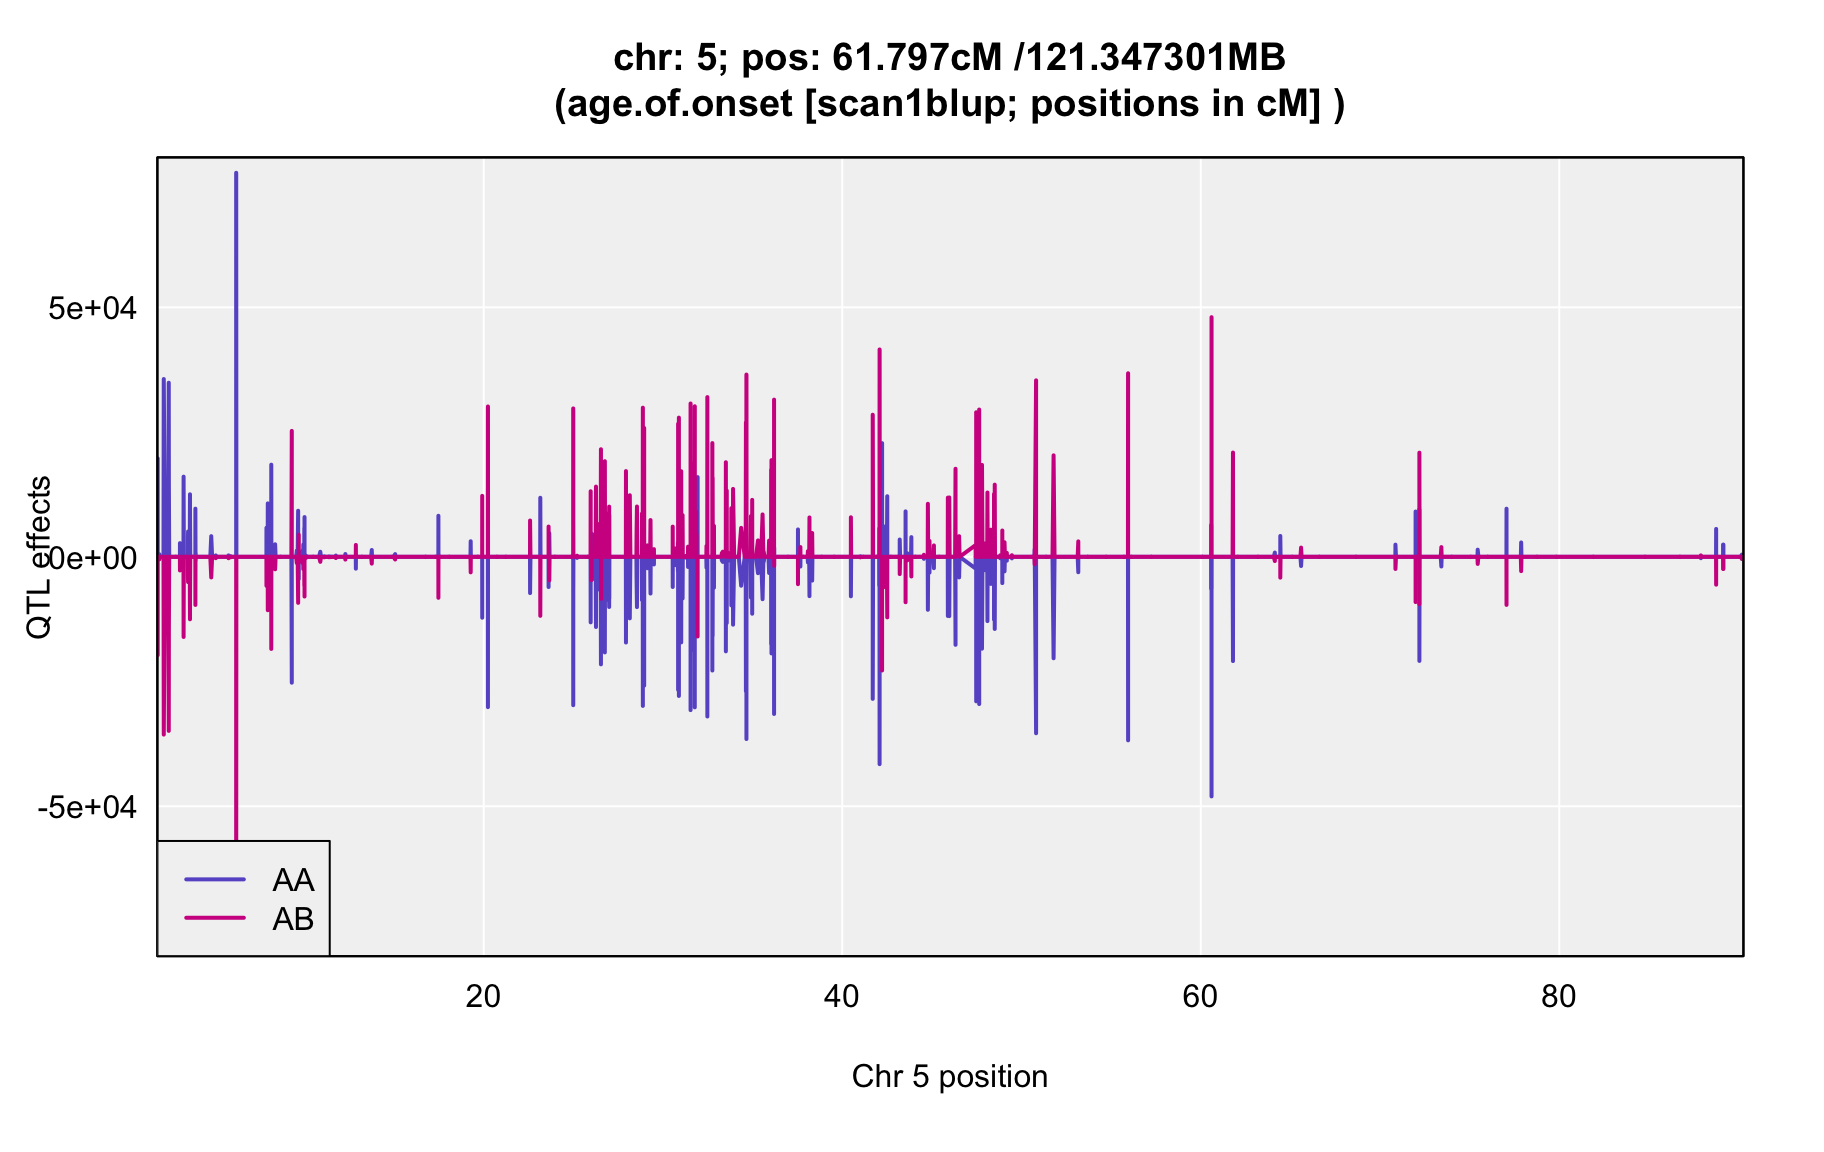 chr: 5; pos: 61.797cM /121.347301MB
(age.of.onset [scan1blup; positions in cM] )
QTL effects
5e+04
0e+00
-5e+04
AA
AB
20 40 60 80
Chr 5 position